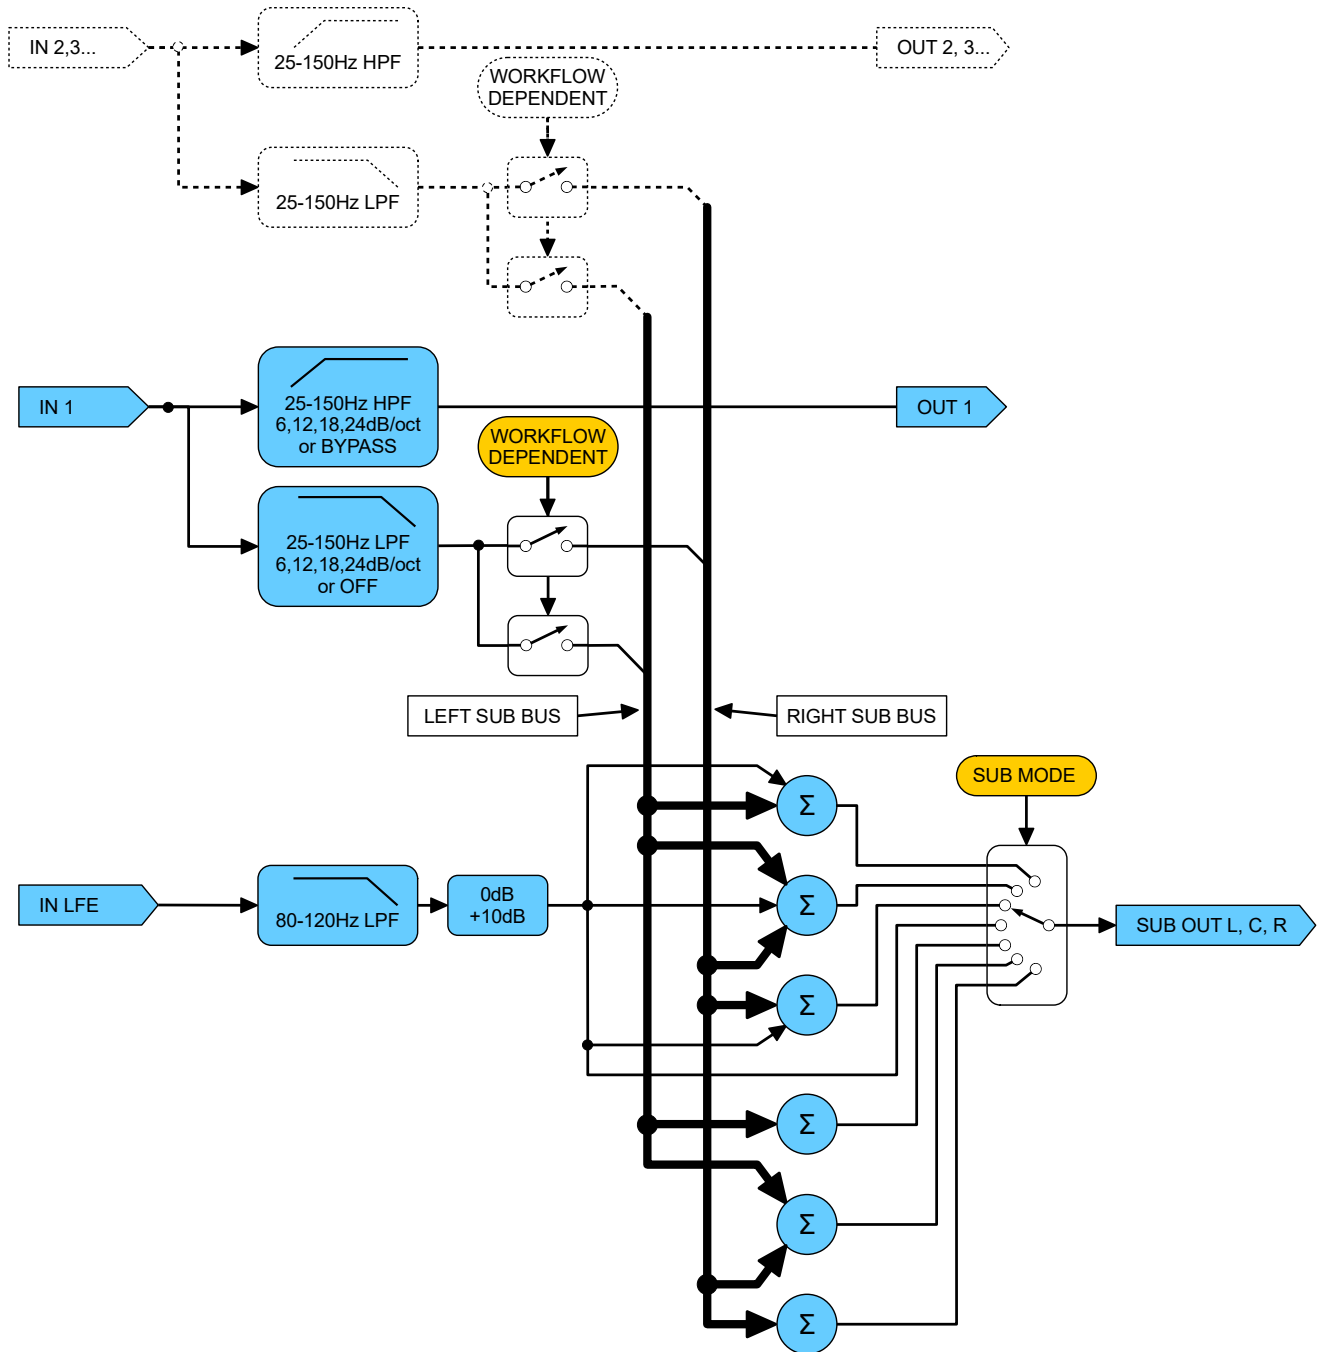 IN 2,3...
25-150Hz HPF
OUT 2, 3...
WORKFLOW
DEPENDENT
25-150Hz LPF
IN 1
25-150Hz HPF
6,12,18,24dB/oct
or BYPASS
OUT 1
WORKFLOW
DEPENDENT
25-150Hz LPF
6,12,18,24dB/oct
or OFF
LEFT SUB BUS
RIGHT SUB BUS
SUB MODE
Σ
IN LFE
80-120Hz LPF
0dB
+10dB
Σ
SUB OUT L, C, R
Σ
Σ
Σ
Σ